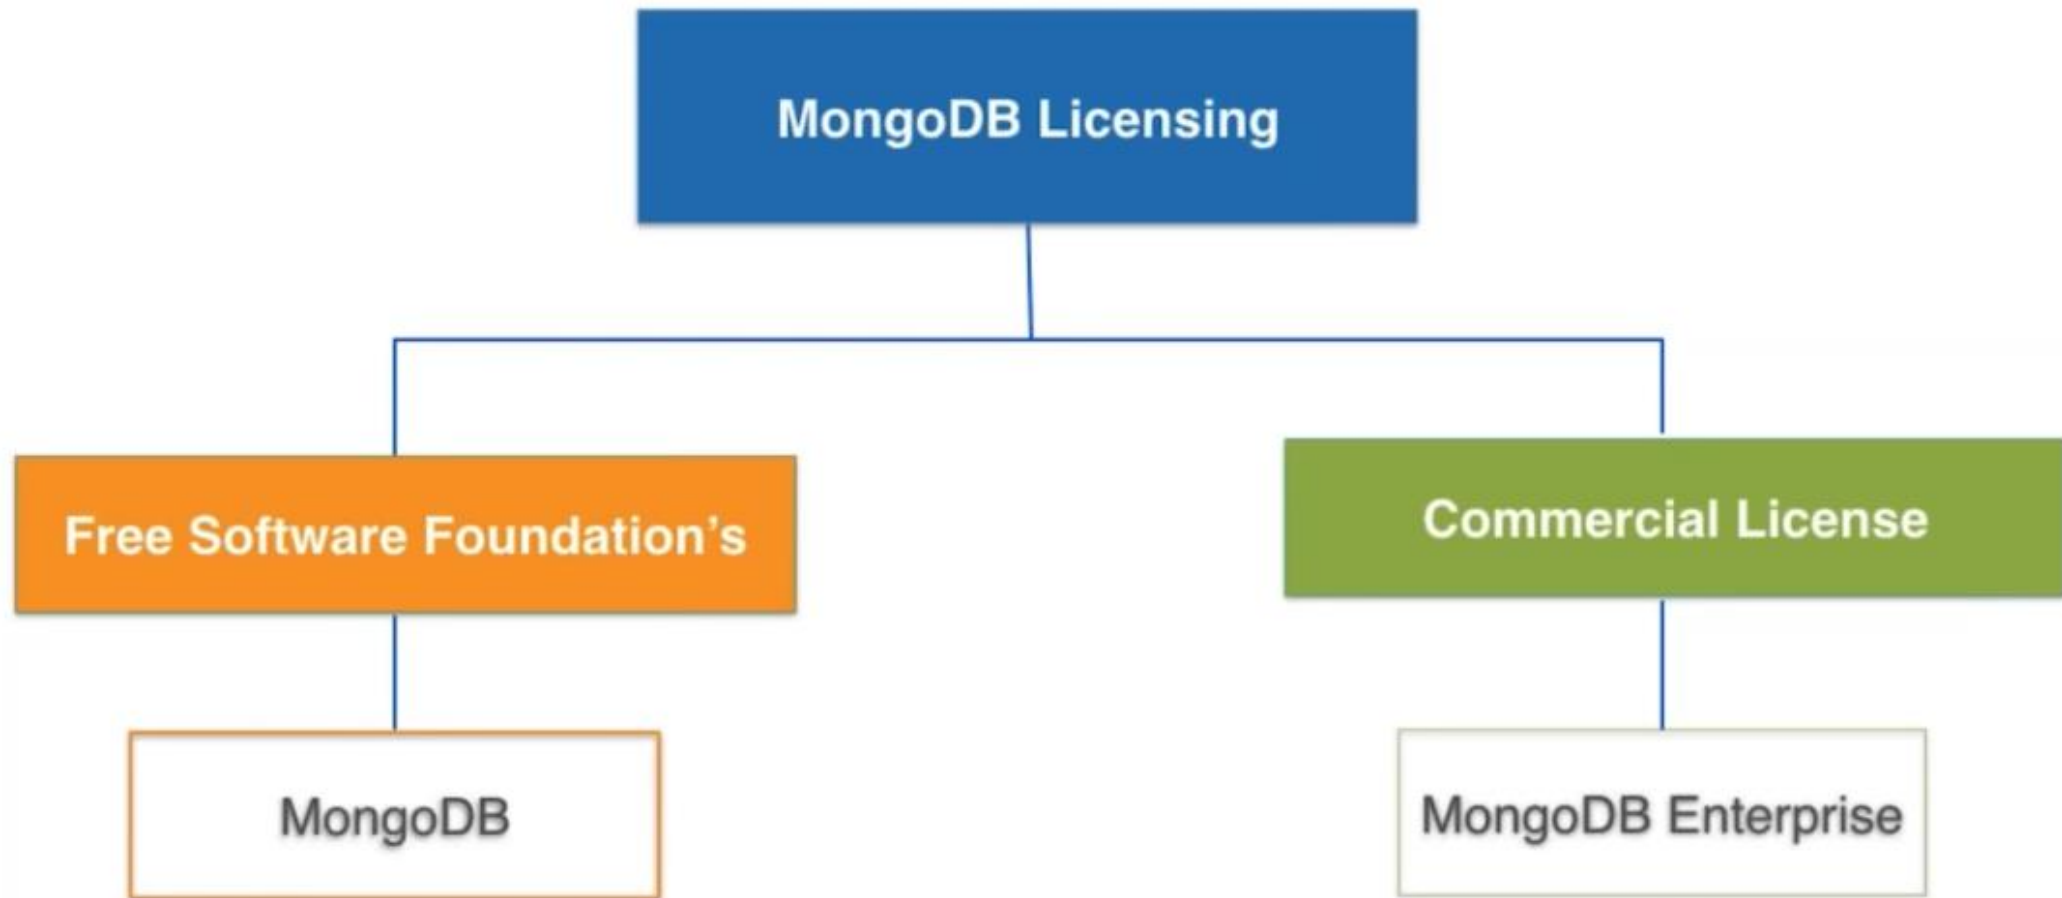 MongoDB Licensing
Free Software Foundation’s
Commercial License
MongoDB
MongoDB Enterprise